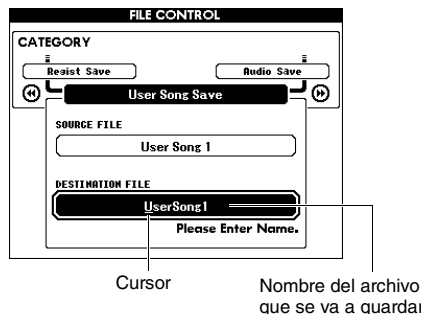 FILE CONTROL
CATEGORY
Regist Save
Audio Save
User Song Save
SOURCE FILE
User Song 1
DESTINATION FILE
UserSong1
Please Enter Name.
Cursor
Nombre del archivo
que se va a guardar